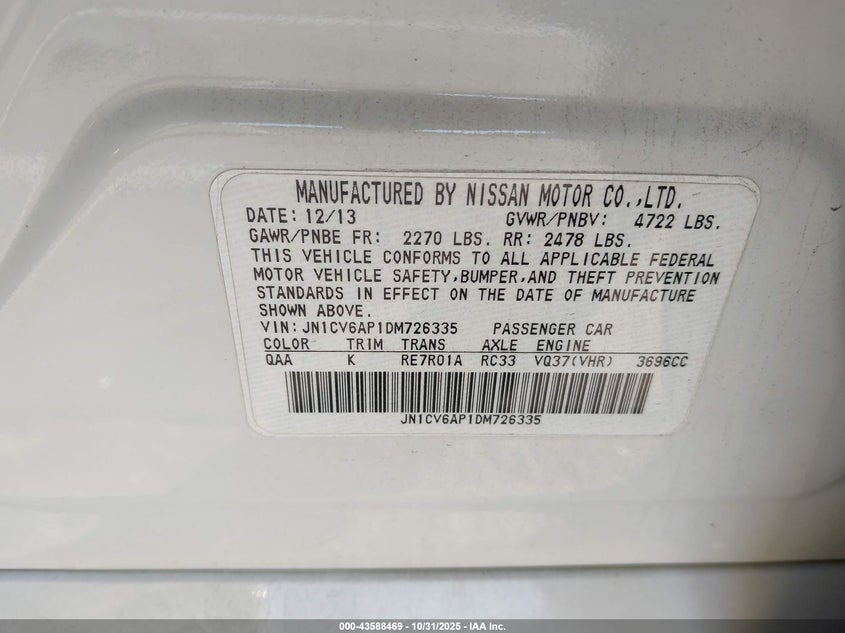 MANUFACTURED BY NISSAN MOTOR CO.,LTD.
DATE: 12/13 GVWR/PNBV: 4722 LBS.
GAWR/PNBE FR: 2270 LBS. RR: 2478 LBS.
THIS VEHICLE CONFORMS TO ALL APPLICABLE FEDERAL
MOTOR VEHICLE SAFETY,BUMPER,AND THEFT PREVENTION
STANDARDS IN EFFECT ON THE DATE OF MANUFACTURE
SHOWN ABOVE.
VIN: JN1CV6AP1DM726335 PASSENGER CAR
COLOR TRIM TRANS AXLE ENGINE
QAA K RE7R01A RC33 VQ37(VHR) 3696CC
JN1CV6AP1DM726335
000-43588469 - 10/31/2025 - IAA Inc.